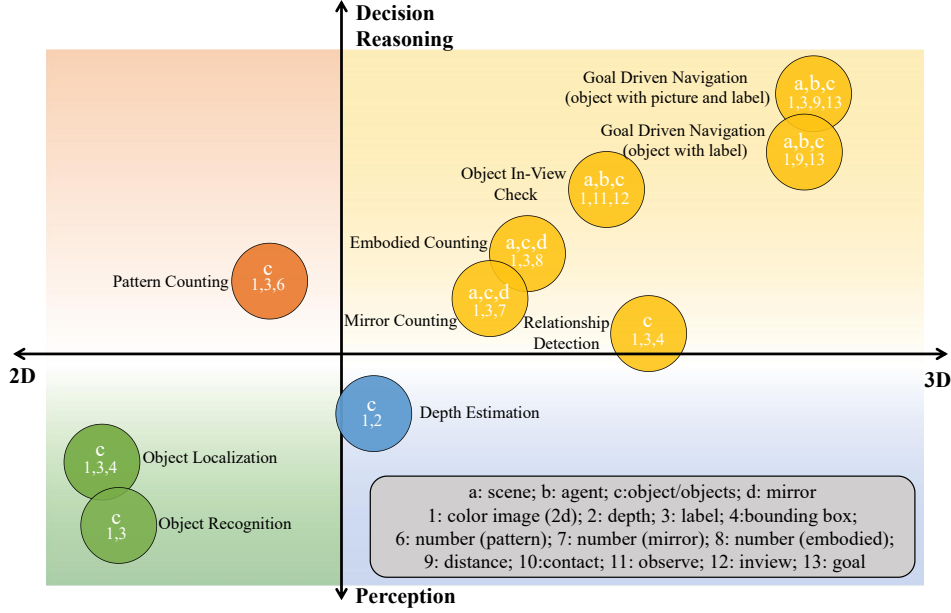 Decision
Reasoning
Goal Driven Navigation
(object with picture and label)
a,b,c
1,3,9,13
Goal Driven Navigation
(object with label)
a,b,c
1,9,13
Object In-View
Check
a,b,c
1,11,12
Embodied Counting
a,c,d
1,3,8
Pattern Counting
c
1,3,6
Mirror Counting
a,c,d
1,3,7
Relationship
Detection
c
1,3,4
2D
3D
c
1,2
Depth Estimation
c
1,3,4
Object Localization
c
1,3
Object Recognition
a: scene; b: agent; c:object/objects; d: mirror
1: color image (2d); 2: depth; 3: label; 4:bounding box;
6: number (pattern); 7: number (mirror); 8: number (embodied);
9: distance; 10:contact; 11: observe; 12: inview; 13: goal
Perception